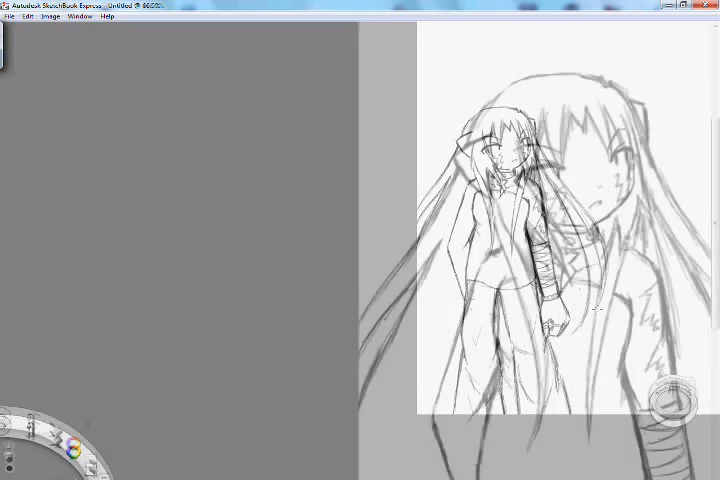 Autodesk SketchBook Express - Untitled @ 66.0%
File Edit Image Window Help